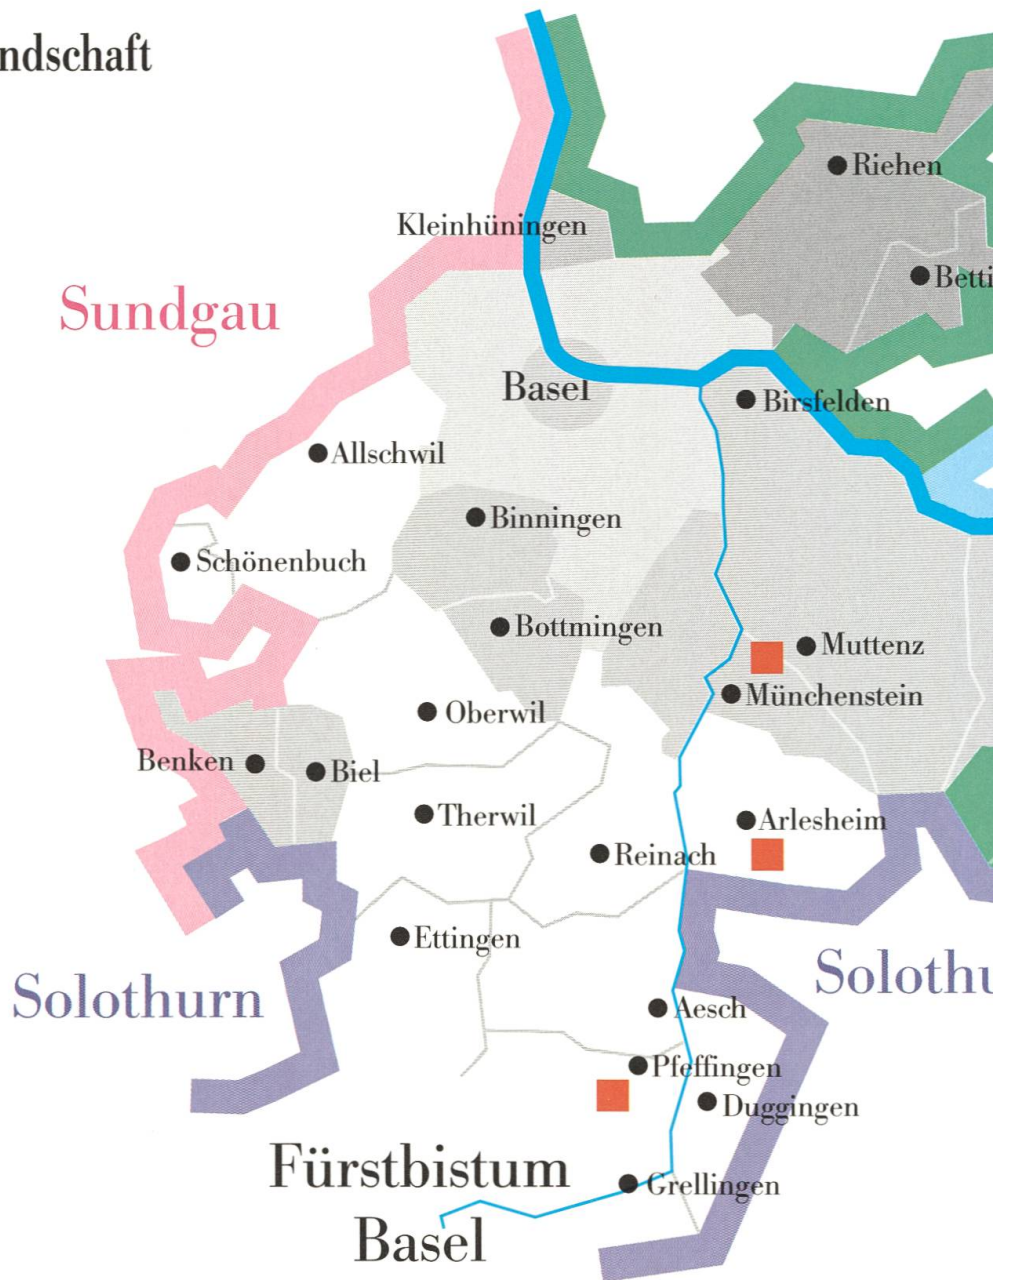 ndschaft
Riehen
Kleinhüningen
Betti
Sundgau
Basel
Birsfelden
Allschwil
Binningen
Schönenbuch
Bottmingen
Muttenz
Münchenstein
Oberwil
Benken
Biel
Therwil
Arlesheim
Reinach
Ettingen
Solothurn
Solothu
Aesch
Pfeffingen
Duggingen
Fürstbistum
Basel
Grellingen